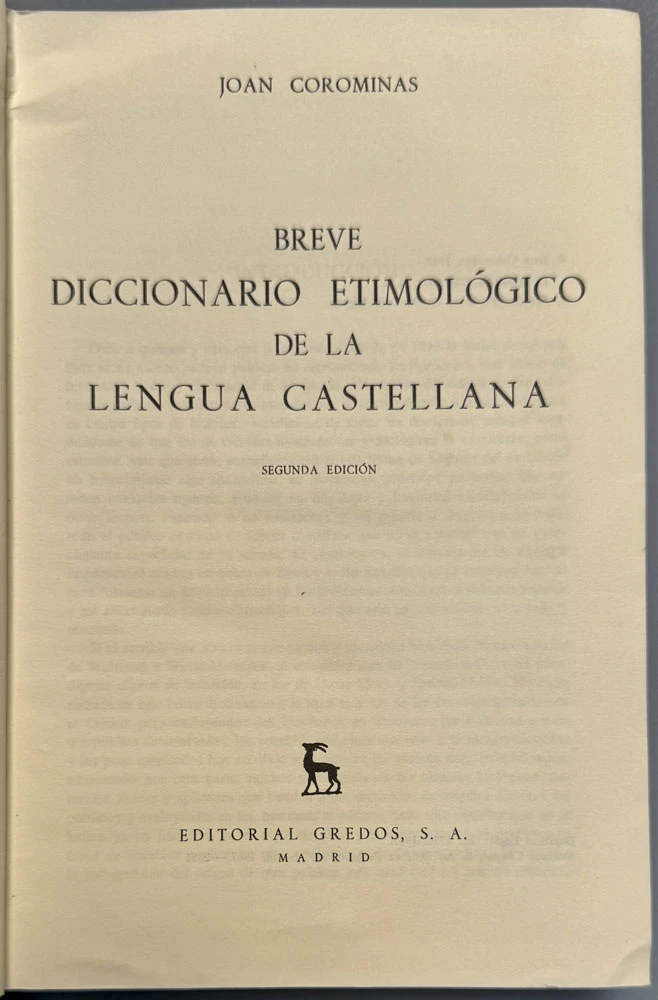 JOAN COROMINAS
BREVE
DICCIONARIO ETIMOLÓGICO
DE LA
LENGUA CASTELLANA
SEGUNDA EDICIÓN
EDITORIAL GREDOS, S. A.
MADRID